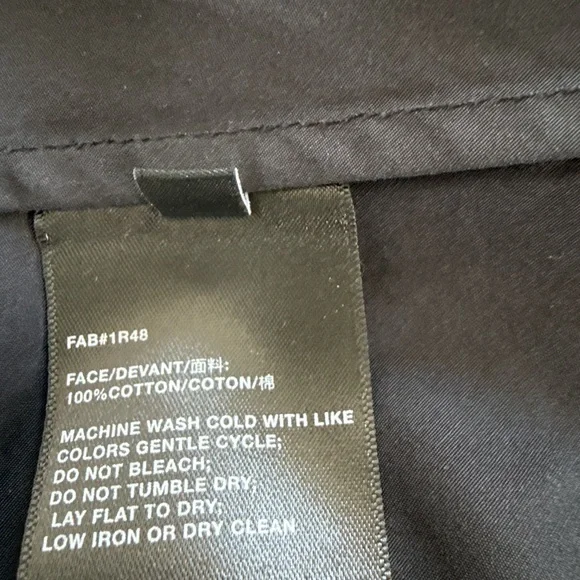 FAB#1R48
FACE/DEVANT/面料:
100%COTTON/COTON/棉
MACHINE WASH COLD WITH LIKE
COLORS GENTLE CYCLE;
DO NOT BLEACH;
DO NOT TUMBLE DRY;
LAY FLAT TO DRY;
LOW IRON OR DRY CLEAN